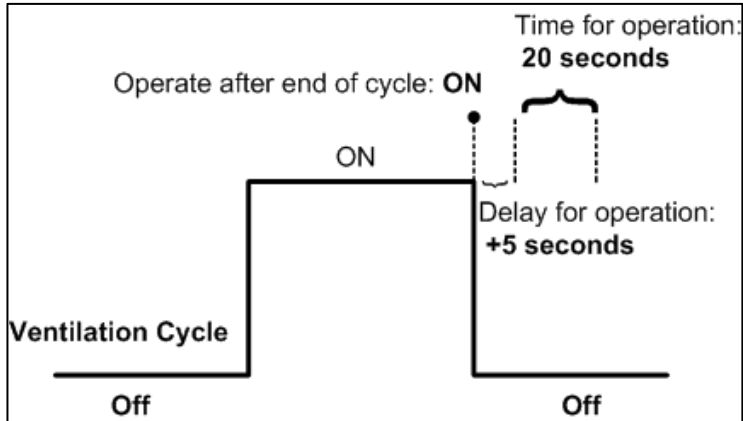 Time for operation:
20 seconds
Operate after end of cycle: ON
ON
Delay for operation:
+5 seconds
Ventilation Cycle
Off
Off